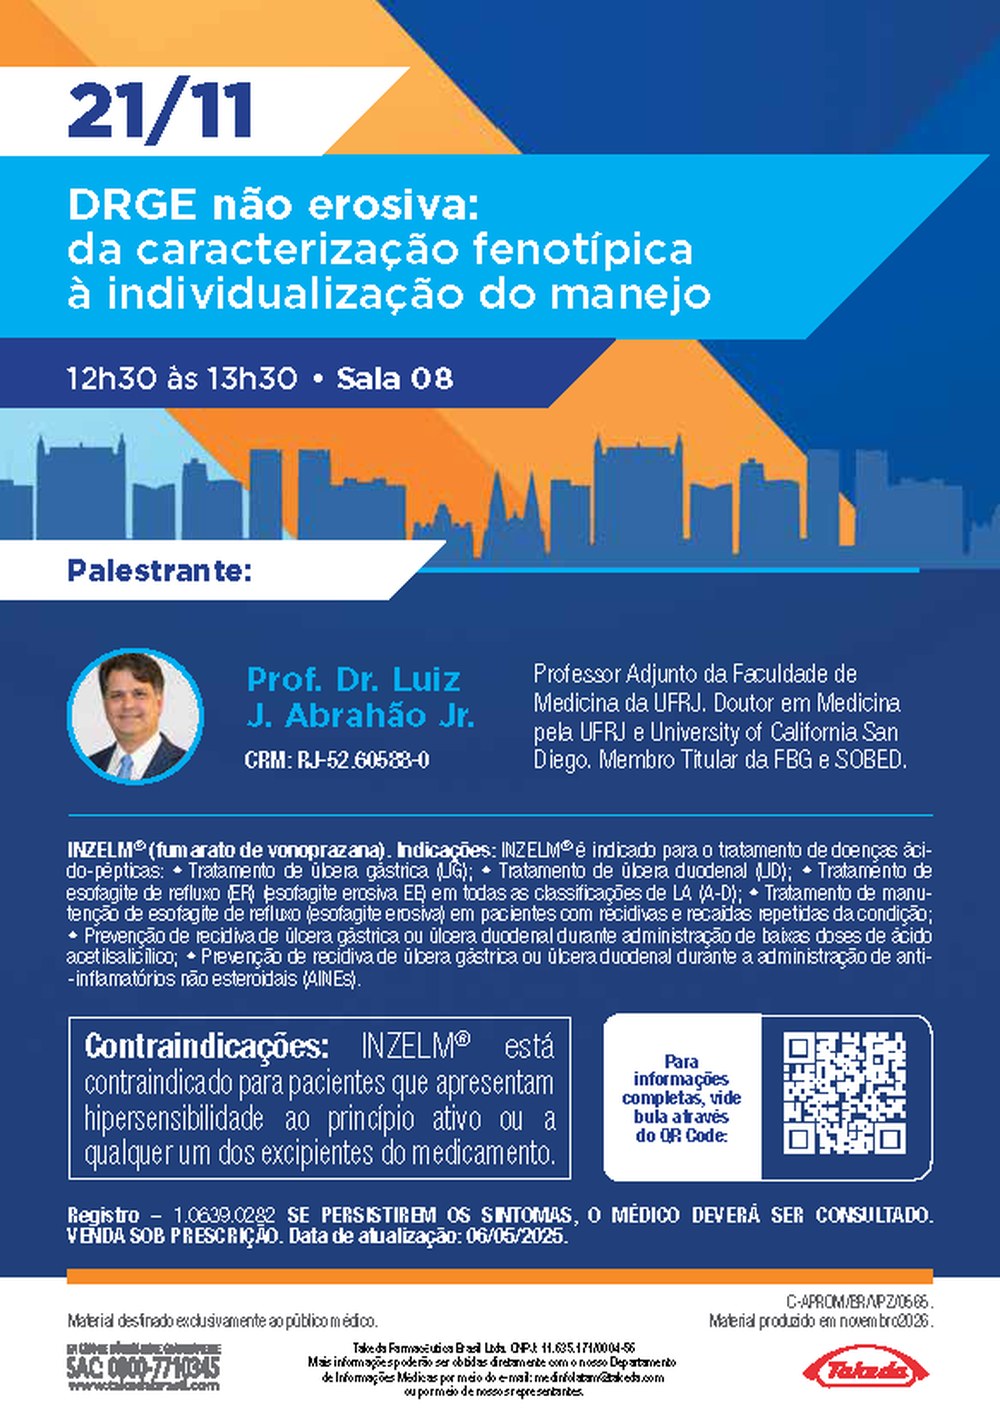 21/11
DRGE não erosiva:
da caracterização fenotípica
à individualização do manejo
12h30 às 13h30 • Sala 08
Palestrante:
Prof. Dr. Luiz
J. Abrahão Jr.
CRM: RJ-52.60588-0
Professor Adjunto da Faculdade de
Medicina da UFRJ. Doutor em Medicina
pela UFRJ e University of California San
Diego. Membro Titular da FBG e SOBED.
INZELM® (fumarato de vonoprazana). Indicações: INZELM® é indicado para o tratamento de doenças áci-
do-pépticas: • Tratamento de úlcera gástrica (UG); • Tratamento de úlcera duodenal (UD); • Tratamento de
esofagite de refluxo (ER) (esofagite erosiva EE) em todas as classificações de LA (A-D); • Tratamento de manu-
tenção de esofagite de refluxo (esofagite erosiva) em pacientes com recidivas e recaídas repetidas da condição;
• Prevenção de recidiva de úlcera gástrica ou úlcera duodenal durante administração de baixas doses de ácido
acetilsalicílico; • Prevenção de recidiva de úlcera gástrica ou úlcera duodenal durante a administração de anti-
-inflamatórios não esteroidais (AINEs).
Contraindicações: INZELM® está
contraindicado para pacientes que apresentam
hipersensibilidade ao princípio ativo ou a
qualquer um dos excipientes do medicamento.
Para
informações
completas, vide
bula através
do QR Code:
Registro – 1.0639.0282 SE PERSISTIREM OS SINTOMAS, O MÉDICO DEVERÁ SER CONSULTADO.
VENDA SOB PRESCRIÇÃO. Data de atualização: 06/05/2025.
C-APROM/BR/VPZ/0565.
Material destinado exclusivamente ao público médico.
Material produzido em novembro2026.
SAC: 0800-7710345
www.takedabrasil.com
Takeda Farmacêutica Brasil Ltda. CNPJ: 11.635.171/0004-56
Mais informações poderão ser obtidas diretamente com o nosso Departamento
de Informações Médicas por meio do e-mail: medinfolatam@takeda.com
ou por meio de nossos representantes.
Takeda